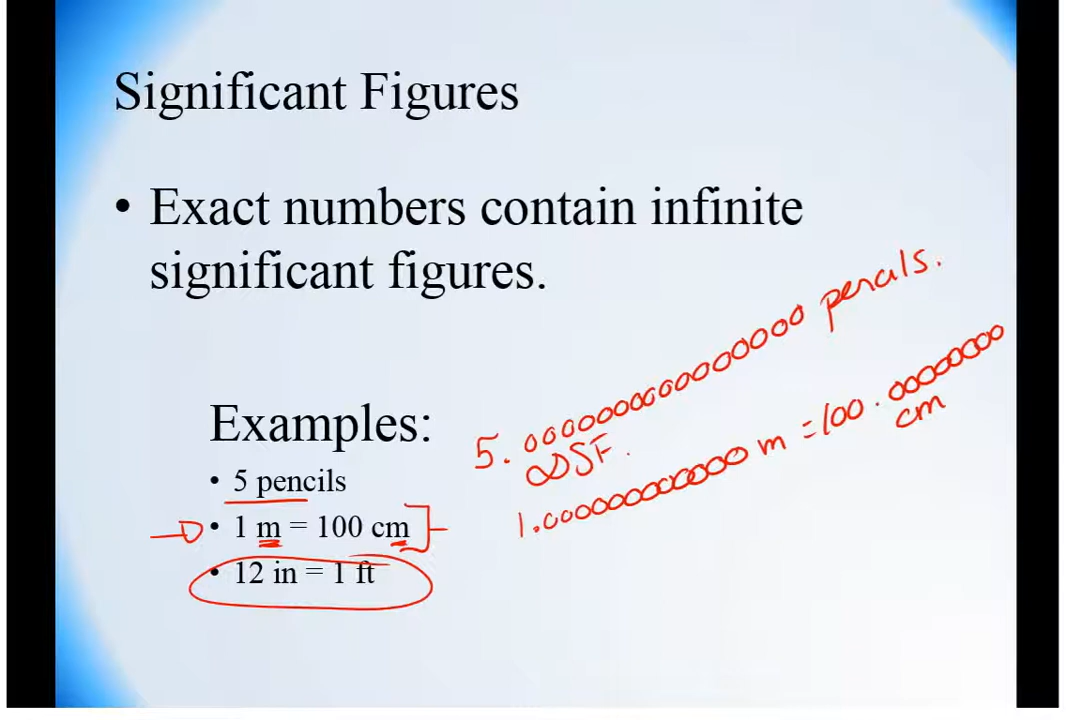 Significant Figures
• Exact numbers contain infinite
significant figures.
5.00000000000000000 pencils.
∞ SF.
1.000000000000 m = 100.00000000
cm
Examples:
• 5 pencils
• 1 m = 100 cm
• 12 in = 1 ft